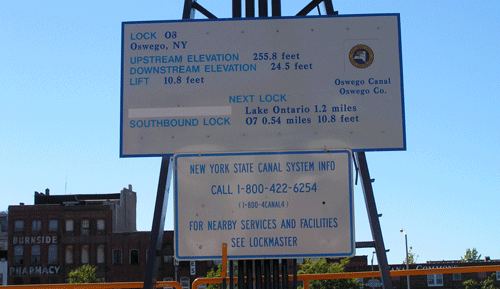 LOCK O8
Oswego, NY
UPSTREAM ELEVATION 255.8 feet
DOWNSTREAM ELEVATION 24.5 feet
LIFT 10.8 feet
Oswego Canal
Oswego Co.
NEXT LOCK
Lake Ontario 1.2 miles
SOUTHBOUND LOCK O7 0.54 miles 10.8 feet
NEW YORK STATE CANAL SYSTEM INFO
CALL 1-800-422-6254
(1-800-4CANAL4)
FOR NEARBY SERVICES AND FACILITIES
SEE LOCKMASTER
BURNSIDE
PHARMACY